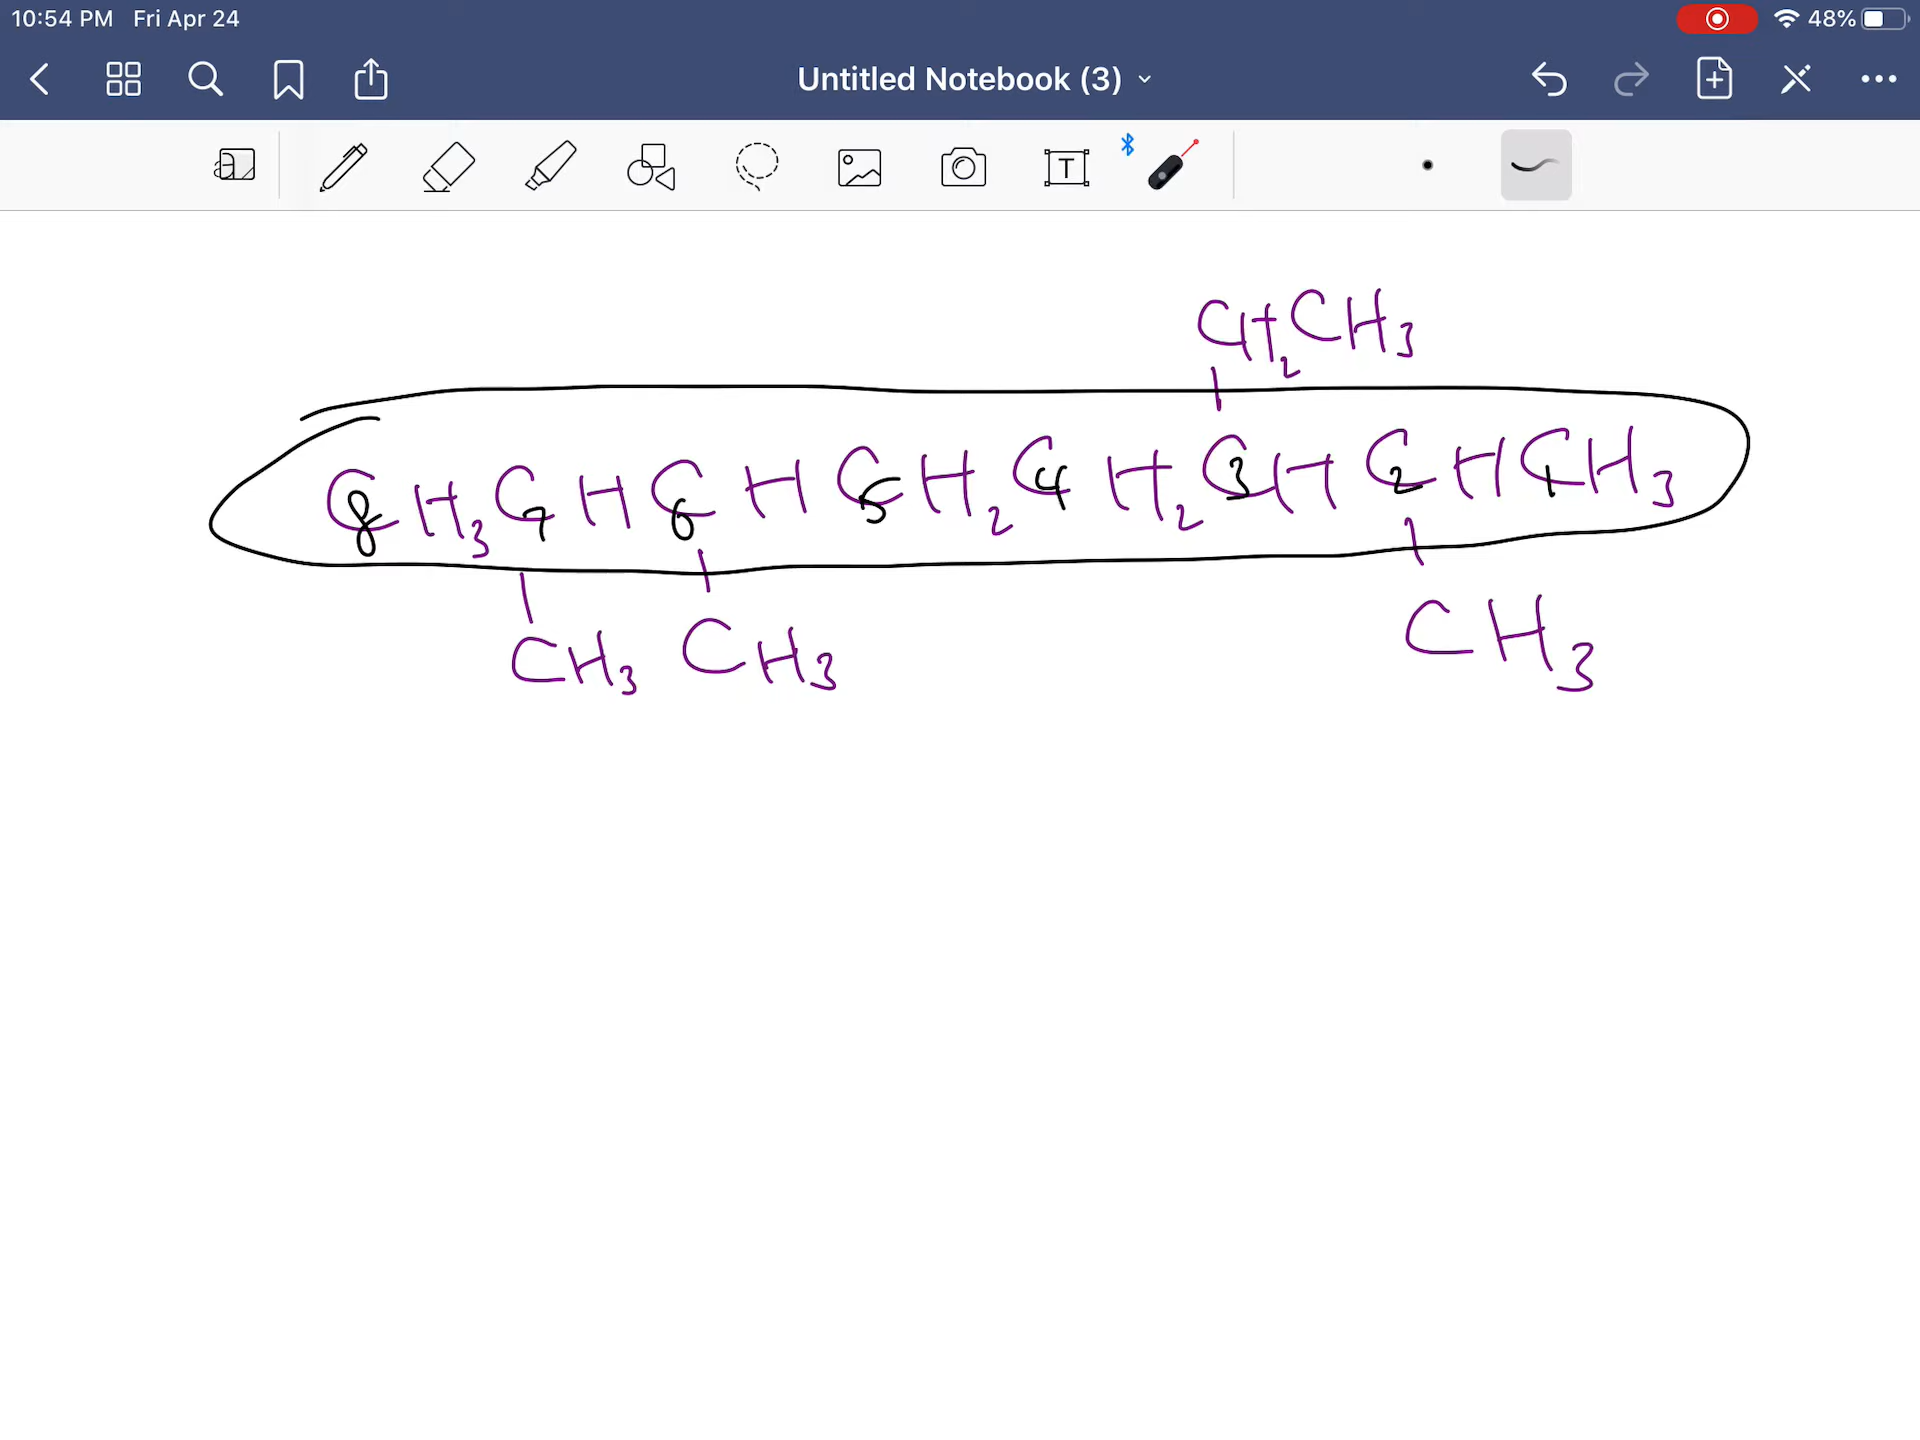 10:54 PM Fri Apr 24
48%
Untitled Notebook (3)
T
CH2CH3
CH3CHCHCH2CH2CHCHCH3
8 7 6 5 4 3 2 1
CH3 CH3 CH3